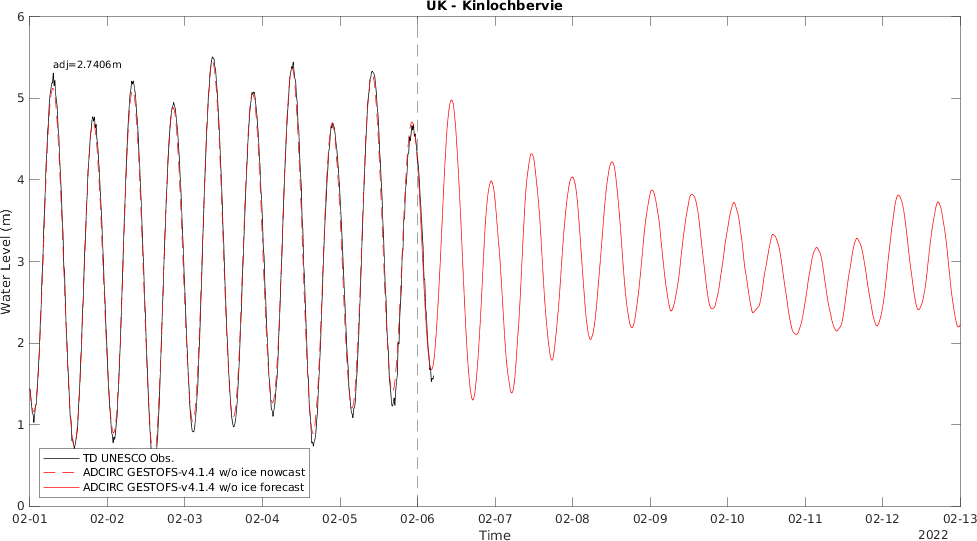 UK - Kinlochbervie
adj=2.7406m
Water Level (m)
6
5
4
3
2
1
0
TD UNESCO Obs.
ADCIRC GESTOFS-v4.1.4 w/o ice nowcast
ADCIRC GESTOFS-v4.1.4 w/o ice forecast
02-01 02-02 02-03 02-04 02-05 02-06 02-07 02-08 02-09 02-10 02-11 02-12 02-13
Time
2022